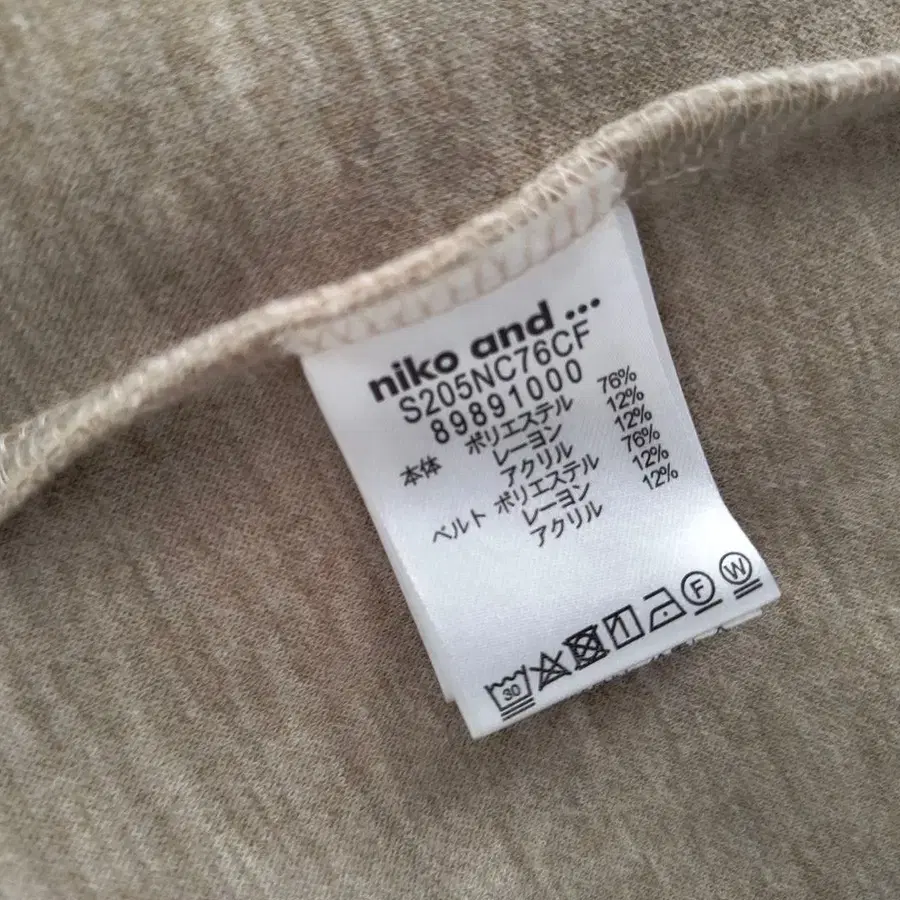 niko and ...
S205NC76CF
89891000
本体 ポリエステル 76%
レーヨン 12%
アクリル 12%
ベルト ポリエステル 76%
レーヨン 12%
アクリル 12%
30 F W